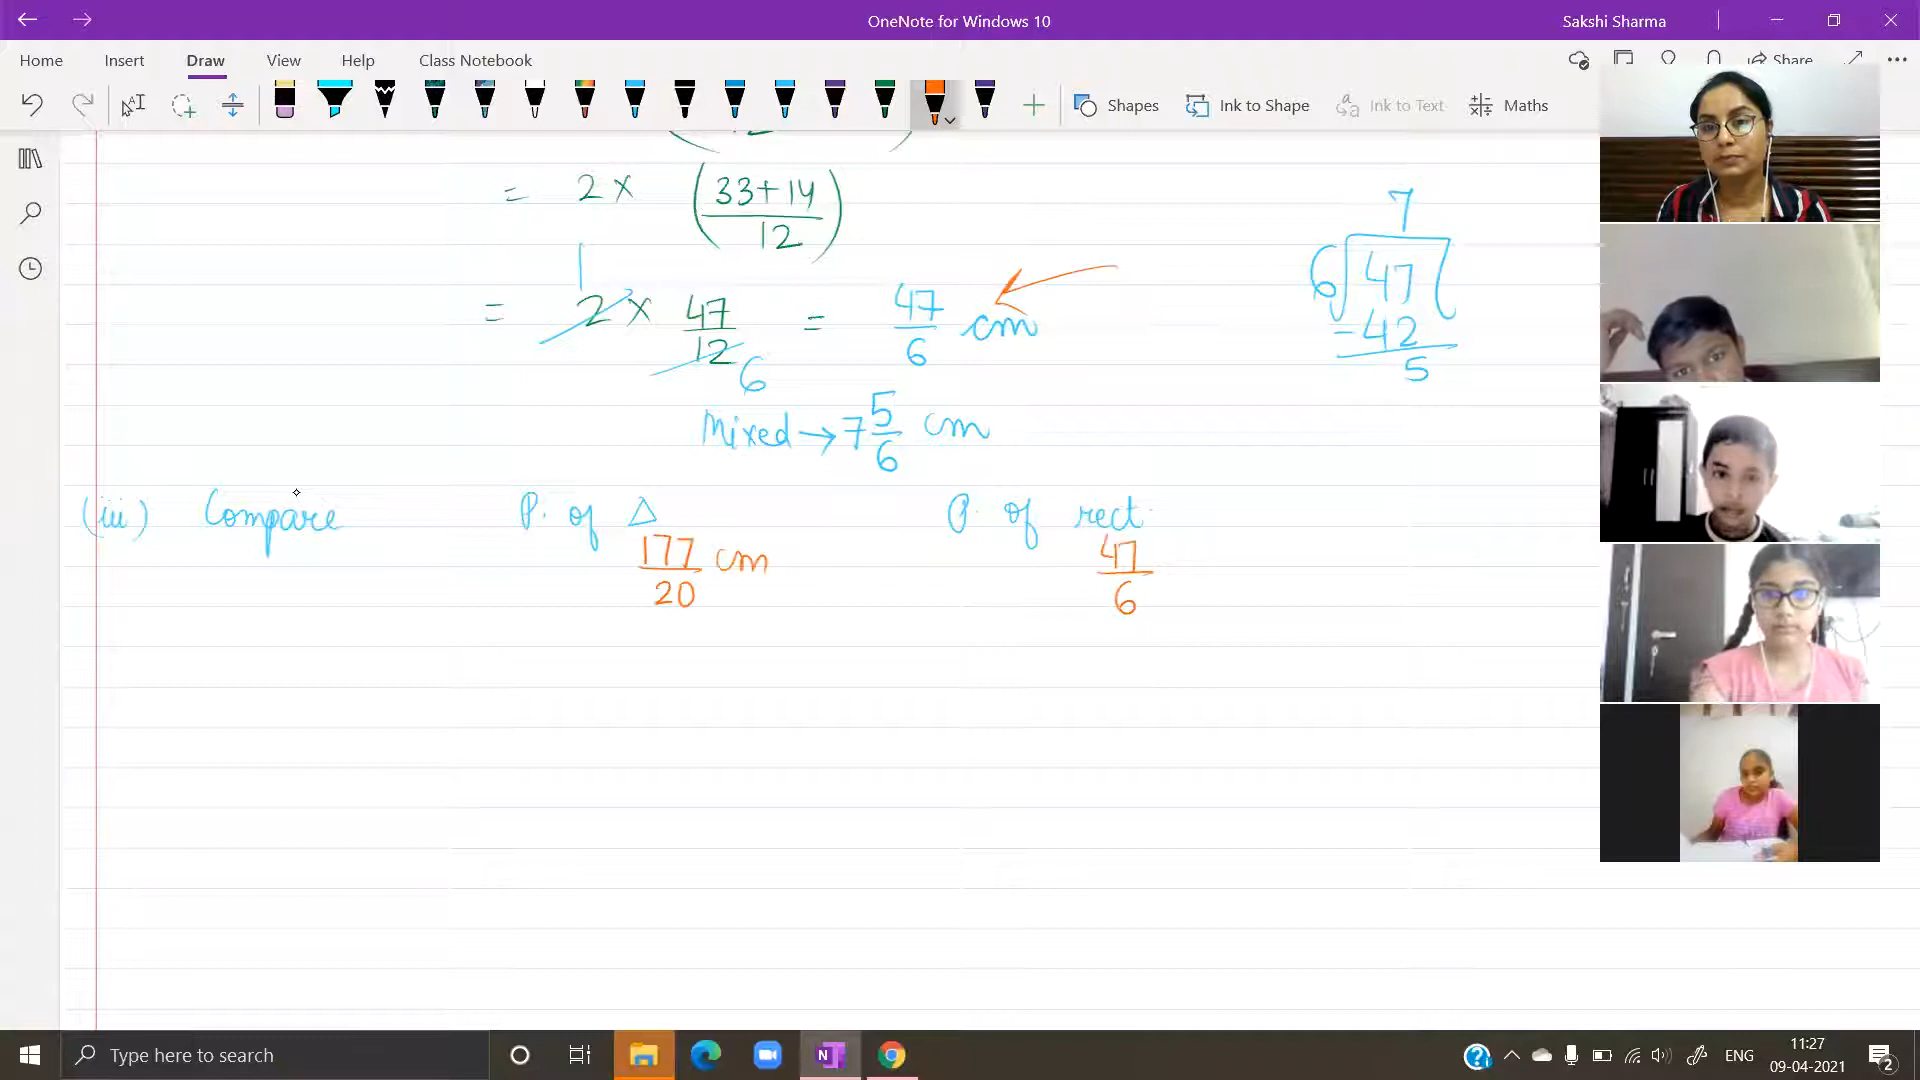 OneNote for Windows 10
Sakshi Sharma
Home Insert Draw View Help Class Notebook
Share
Shapes Ink to Shape Ink to Text Maths
12
= 2 × (33+14/12)
7
6)47(
-42
5
1
= 2 × 47/12 = 47/6 cm
6
Mixed → 7 5/6 cm
(iii) Compare P. of Δ P. of rect.
177/20 cm 47/6
Type here to search
ENG
11:27
09-04-2021
2